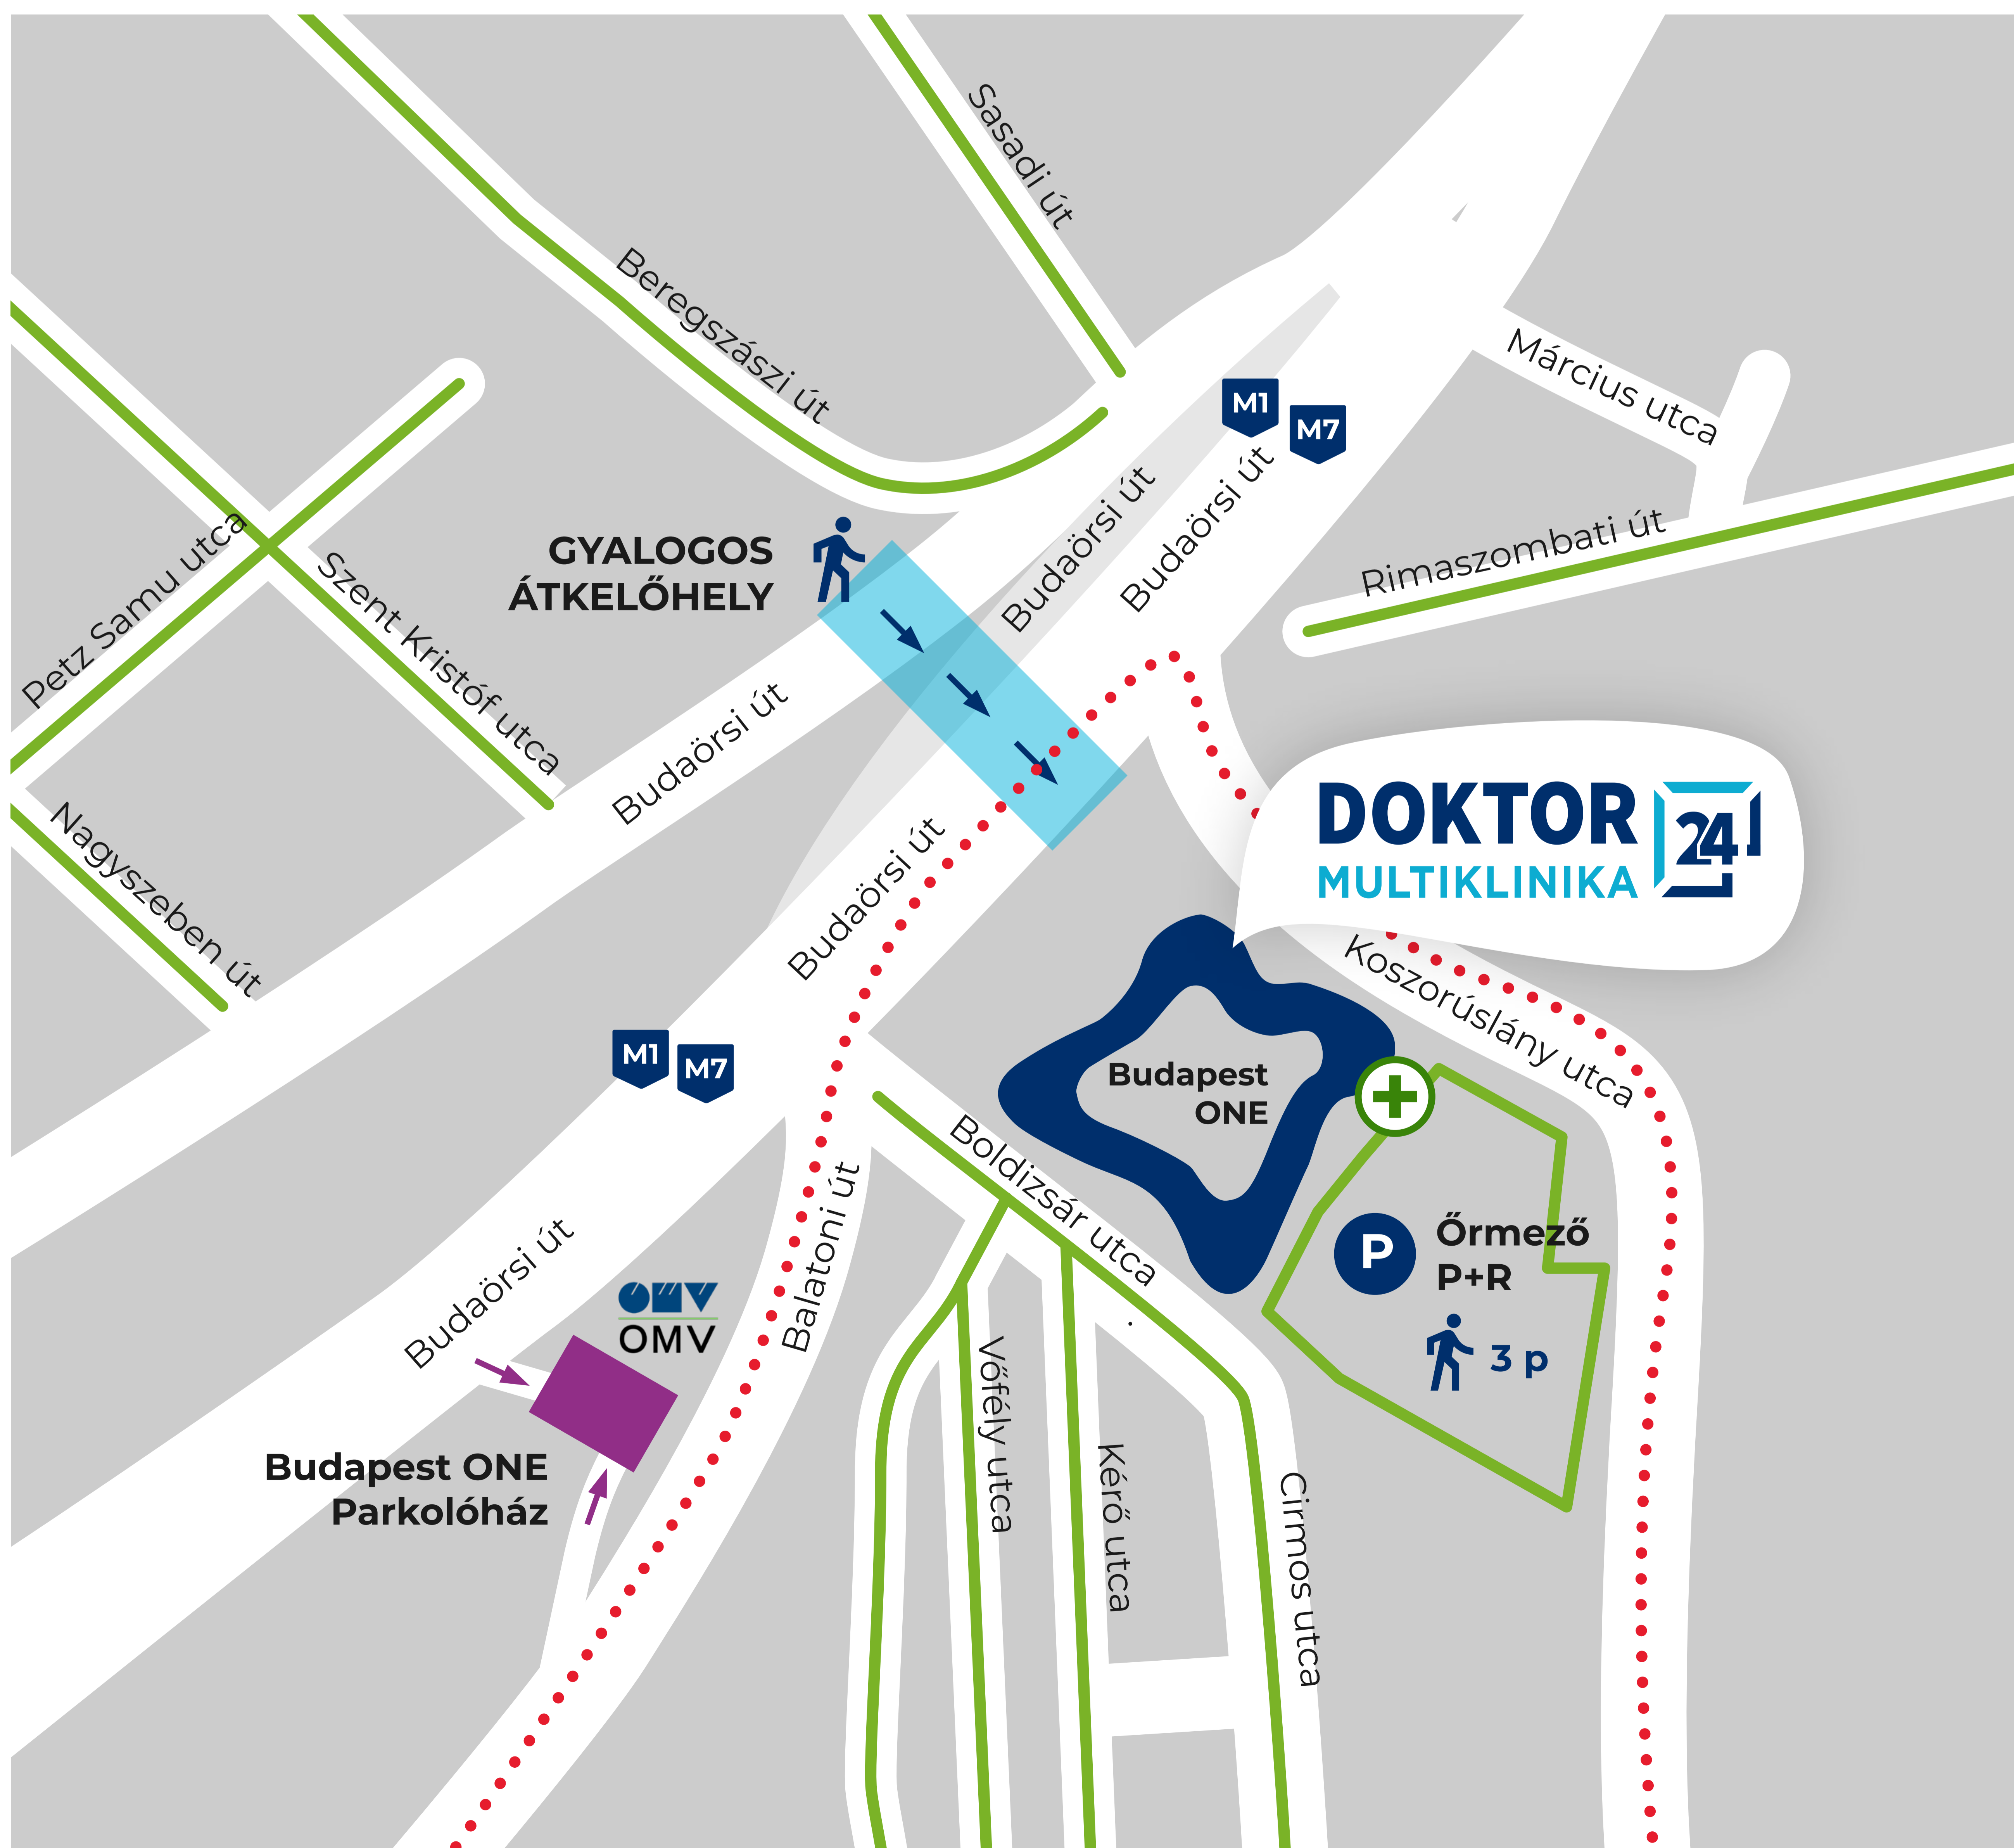 Sasadi út
Beregszászi út
Március utca
M1
M7
Budaörsi út
Budaörsi út
GYALOGOS
ÁTKELŐHELY
Rimaszombati út
Petz Samu utca
Szent Kristóf utca
Budaörsi út
Nagyszeben út
Budaörsi út
DOKTOR
24
MULTIKLINIKA
Koszorúslány utca
M1
M7
Budapest
ONE
Boldizsár utca
.
Balatoni út
Budaörsi út
OMV
OMV
P
Őrmező
P+R
3 p
Vőfély utca
Kérő utca
Cirmos utca
Budapest ONE
Parkolóház